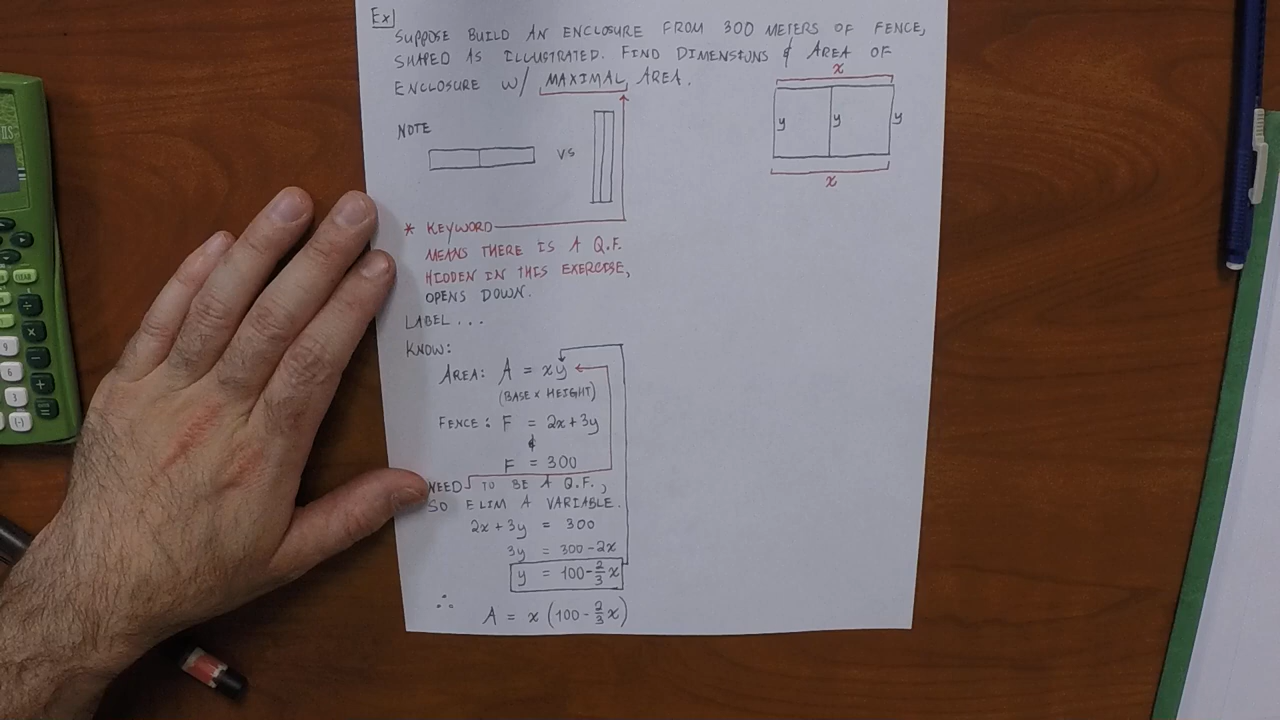 Ex
SUPPOSE BUILD AN ENCLOSURE FROM 300 METERS OF FENCE,
SHAPED AS ILLUSTRATED. FIND DIMENSIONS & AREA OF
ENCLOSURE W/ MAXIMAL AREA.
x
y y y
x
NOTE
VS
* KEYWORD
MEANS THERE IS A Q.F.
HIDDEN IN THIS EXERCISE,
OPENS DOWN.
LABEL...
KNOW:
AREA: A = xy
(BASE × HEIGHT)
FENCE: F = 2x+3y
&
F = 300
NEED TO BE A Q.F.,
SO ELIM A VARIABLE.
2x+3y = 300
3y = 300-2x
y = 100-2/3x
∴ A = x(100-2/3x)